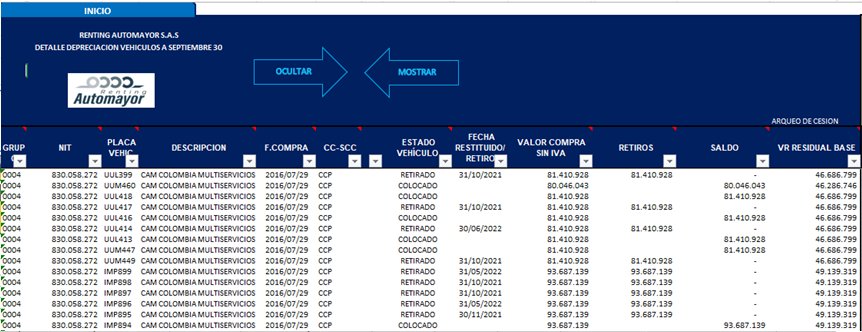 INICIO
RENTING AUTOMAYOR S.A.S
DETALLE DEPRECIACION VEHICULOS A SEPTIEMBRE 30
OCULTAR
MOSTRAR
Renting
Automayor
ARQUEO DE CESION
GRUP NIT PLACA VEHIC DESCRIPCION F.COMPRA CC-SCC ESTADO VEHÍCULO FECHA RESTITUIDO/ RETIRO VALOR COMPRA SIN IVA RETIROS SALDO VR RESIDUAL BASE
0004 830.058.272 UUL399 CAM COLOMBIA MULTISERVICIOS 2016/07/29 CCP RETIRADO 31/10/2021 81.410.928 81.410.928 - 46.686.799
0004 830.058.272 UUM460 CAM COLOMBIA MULTISERVICIOS 2016/07/29 CCP COLOCADO 80.046.043 80.046.043 46.286.746
0004 830.058.272 UUL418 CAM COLOMBIA MULTISERVICIOS 2016/07/29 CCP COLOCADO 81.410.928 81.410.928 46.686.799
0004 830.058.272 UUL417 CAM COLOMBIA MULTISERVICIOS 2016/07/29 CCP RETIRADO 31/10/2021 81.410.928 81.410.928 - 46.686.799
0004 830.058.272 UUL416 CAM COLOMBIA MULTISERVICIOS 2016/07/29 CCP COLOCADO 81.410.928 81.410.928 46.686.799
0004 830.058.272 UUL414 CAM COLOMBIA MULTISERVICIOS 2016/07/29 CCP RETIRADO 30/06/2022 81.410.928 81.410.928 - 46.686.799
0004 830.058.272 UUL413 CAM COLOMBIA MULTISERVICIOS 2016/07/29 CCP COLOCADO 81.410.928 81.410.928 46.686.799
0004 830.058.272 UUM447 CAM COLOMBIA MULTISERVICIOS 2016/07/29 CCP COLOCADO 81.410.928 81.410.928 46.686.799
0004 830.058.272 UUM449 CAM COLOMBIA MULTISERVICIOS 2016/07/29 CCP RETIRADO 31/10/2021 81.410.928 81.410.928 - 46.686.799
0004 830.058.272 IMP899 CAM COLOMBIA MULTISERVICIOS 2016/07/29 CCP RETIRADO 31/05/2022 93.687.139 93.687.139 - 49.139.319
0004 830.058.272 IMP898 CAM COLOMBIA MULTISERVICIOS 2016/07/29 CCP RETIRADO 31/10/2021 93.687.139 93.687.139 - 49.139.319
0004 830.058.272 IMP897 CAM COLOMBIA MULTISERVICIOS 2016/07/29 CCP RETIRADO 31/10/2021 93.687.139 93.687.139 - 49.139.319
0004 830.058.272 IMP896 CAM COLOMBIA MULTISERVICIOS 2016/07/29 CCP RETIRADO 31/05/2022 93.687.139 93.687.139 - 49.139.319
0004 830.058.272 IMP895 CAM COLOMBIA MULTISERVICIOS 2016/07/29 CCP RETIRADO 30/11/2021 93.687.139 93.687.139 - 49.139.319
0004 830.058.272 IMP894 CAM COLOMBIA MULTISERVICIOS 2016/07/29 CCP COLOCADO 93.687.139 93.687.139 49.139.319